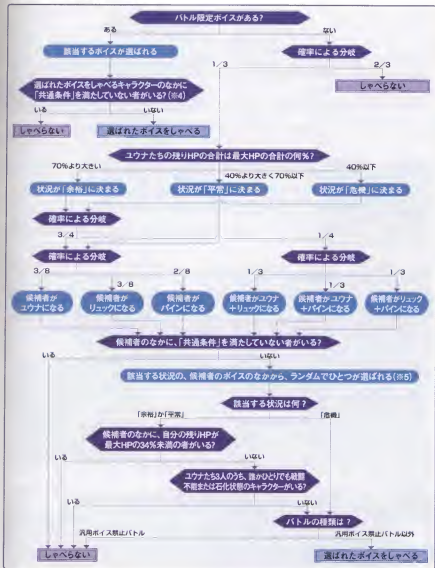 バトル限定ボイスがある？
ある
ない
該当するボイスが選ばれる
確率による分岐
1/3
2/3
選ばれたボイスをしゃべるキャラクターのなかに
「共通条件」を満たしていない者がいる？(※4)
しゃべらない
いる
いない
しゃべらない
選ばれたボイスをしゃべる
ユウナたちの残りHPの合計は最大HPの合計の何％？
70％より大きい
40％より大きく70％以下
40％以下
状況が「余裕」に決まる
状況が「平常」に決まる
状況が「危機」に決まる
確率による分岐
3/4
1/4
確率による分岐
確率による分岐
3/8
3/8
2/8
1/3
1/3
1/3
候補者が
ユウナになる
候補者が
リュックになる
候補者が
パインになる
候補者がユウナ
＋リュックになる
候補者がユウナ
＋パインになる
候補者がリュック
＋パインになる
候補者のなかに、「共通条件」を満たしていない者がいる？
いる
いない
該当する状況の、候補者のボイスのなかから、ランダムでひとつが選ばれる(※5)
該当する状況は何？
「余裕」か「平常」
「危機」
候補者のなかに、自分の残りHPが
最大HPの34％未満の者がいる？
いる
いない
ユウナたち3人のうち、誰かひとりでも戦闘
不能または石化状態のキャラクターがいる？
いる
いない
バトルの種類は？
汎用ボイス禁止バトル
汎用ボイス禁止バトル以外
しゃべらない
選ばれたボイスをしゃべる